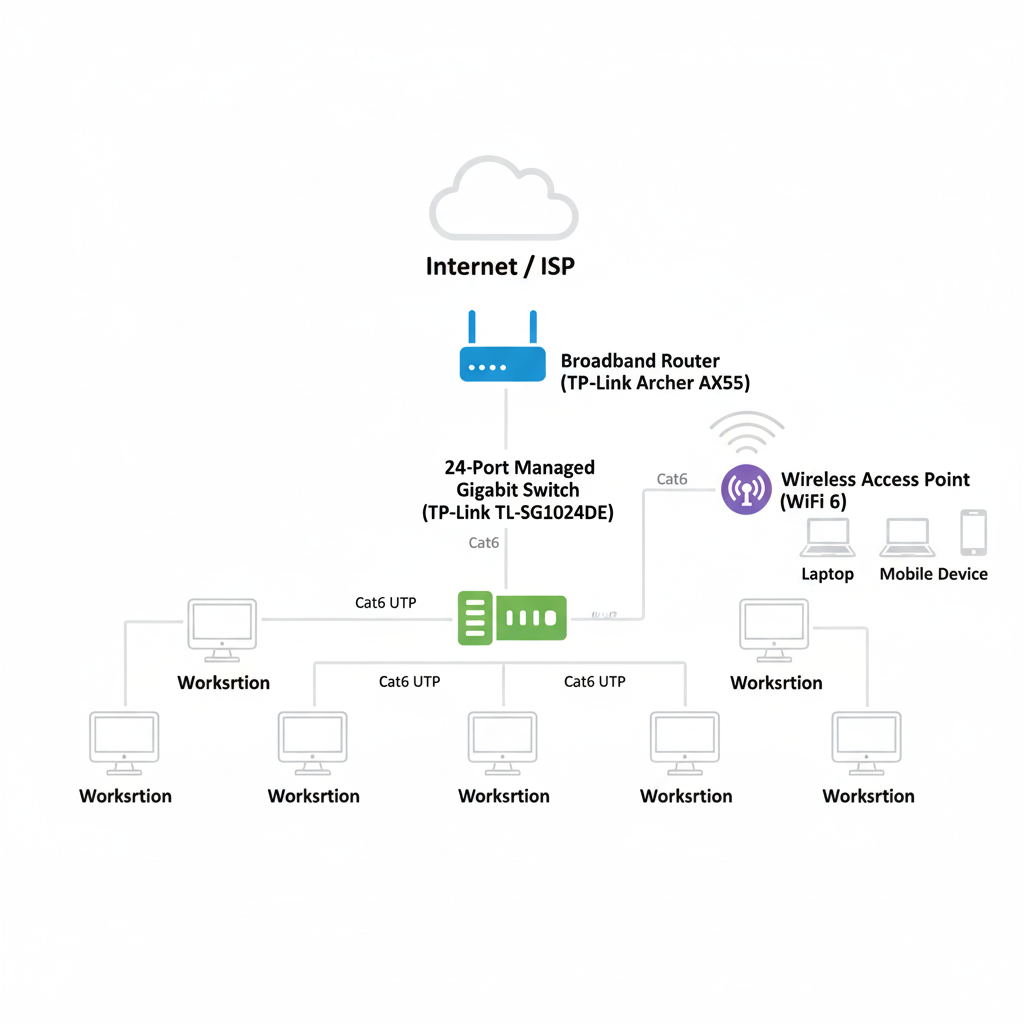 Internet / ISP
Broadband Router
(TP-Link Archer AX55)
24-Port Managed
Gigabit Switch
(TP-Link TL-SG1024DE)
Cat6
Cat6
Wireless Access Point
(WiFi 6)
Laptop
Mobile Device
Cat6 UTP
Worksrtion
Cat6 UTP
Cat6 UTP
Worksrtion
Worksrtion
Worksrtion
Worksrtion
Worksrtion
Worksrtion